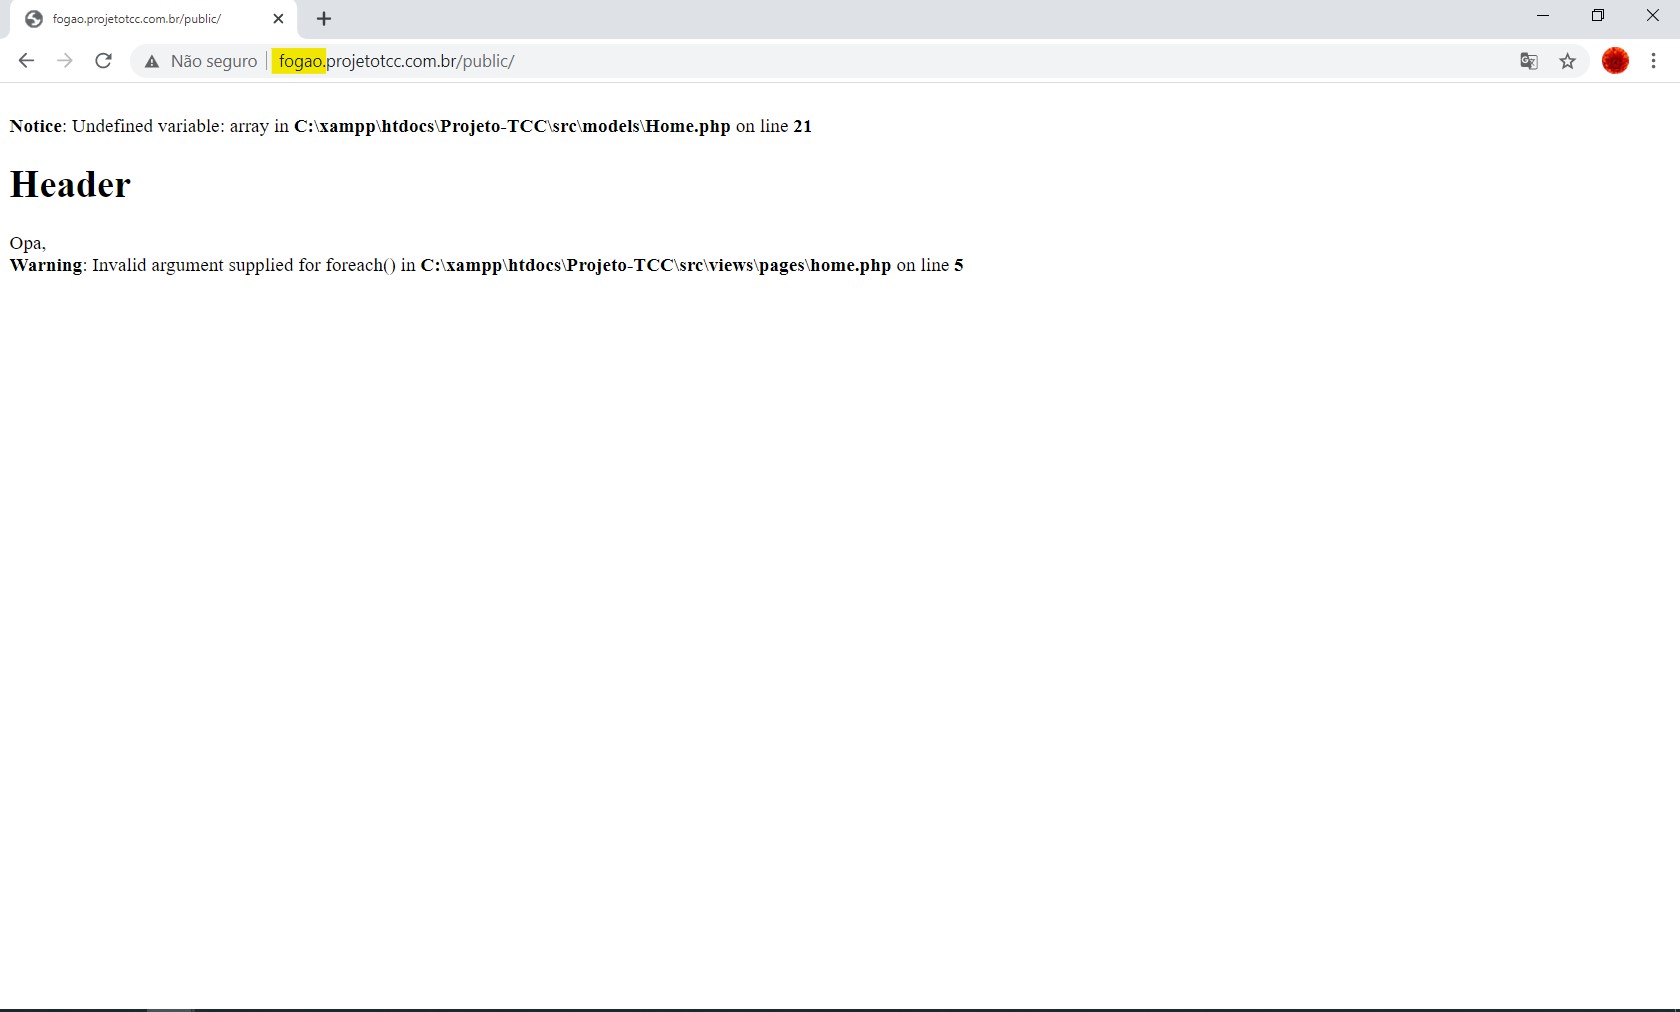 fogao.projetotcc.com.br/public/
Não seguro | fogao.projetotcc.com.br/public/
Notice: Undefined variable: array in C:\xampp\htdocs\Projeto-TCC\src\models\Home.php on line 21
Header
Opa,
Warning: Invalid argument supplied for foreach() in C:\xampp\htdocs\Projeto-TCC\src\views\pages\home.php on line 5